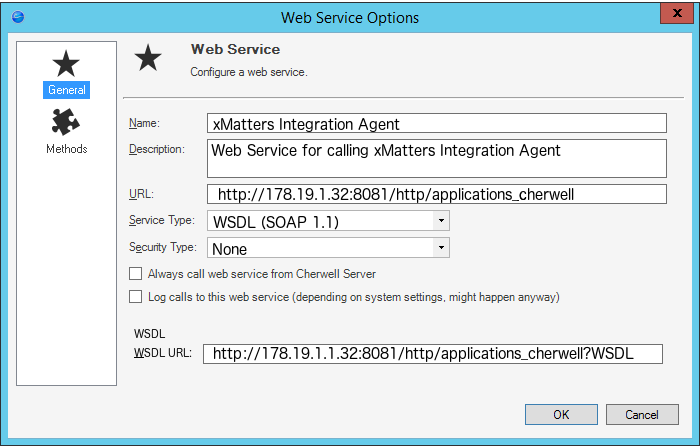 Web Service Options
x
General
Methods
Web Service
Configure a web service.
Name: xMatters Integration Agent
Description: Web Service for calling xMatters Integration Agent
URL: http://178.19.1.32:8081/http/applications_cherwell
Service Type: WSDL (SOAP 1.1)
Security Type: None
Always call web service from Cherwell Server
Log calls to this web service (depending on system settings, might happen anyway)
WSDL
WSDL URL: http://178.19.1.1.32:8081/http/applications_cherwell?WSDL
OK Cancel